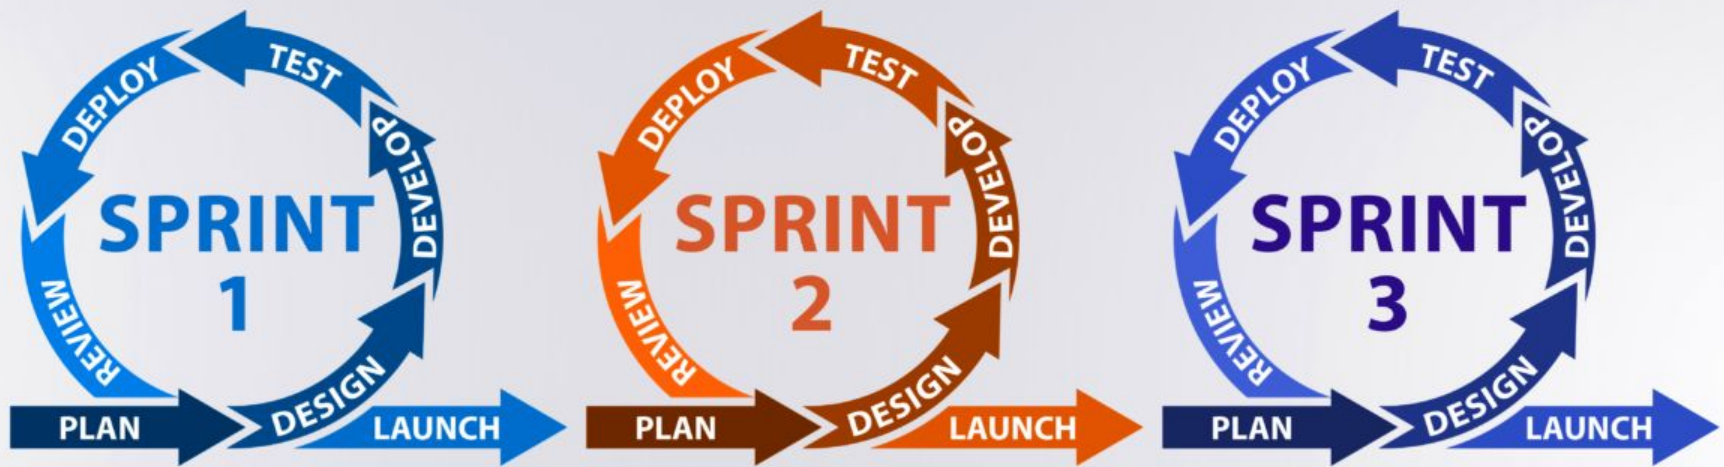 PLAN
DESIGN
DEVELOP
TEST
DEPLOY
REVIEW
LAUNCH
SPRINT
1
PLAN
DESIGN
DEVELOP
TEST
DEPLOY
REVIEW
LAUNCH
SPRINT
2
PLAN
DESIGN
DEVELOP
TEST
DEPLOY
REVIEW
LAUNCH
SPRINT
3